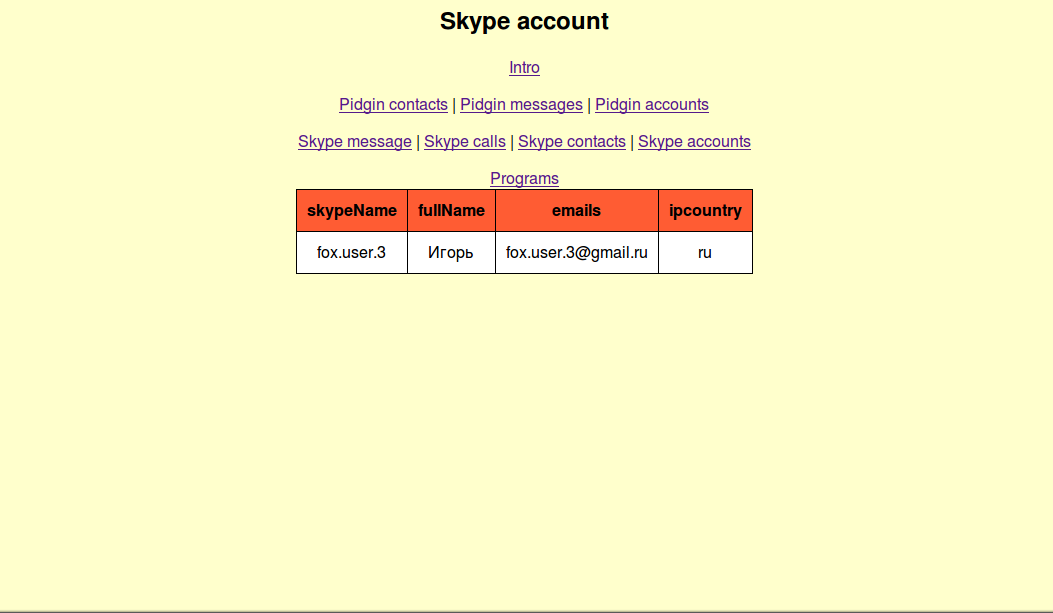 Skype account
Intro
Pidgin contacts | Pidgin messages | Pidgin accounts
Skype message | Skype calls | Skype contacts | Skype accounts
Programs
skypeName fullName emails ipcountry
fox.user.3 Игорь fox.user.3@gmail.ru ru